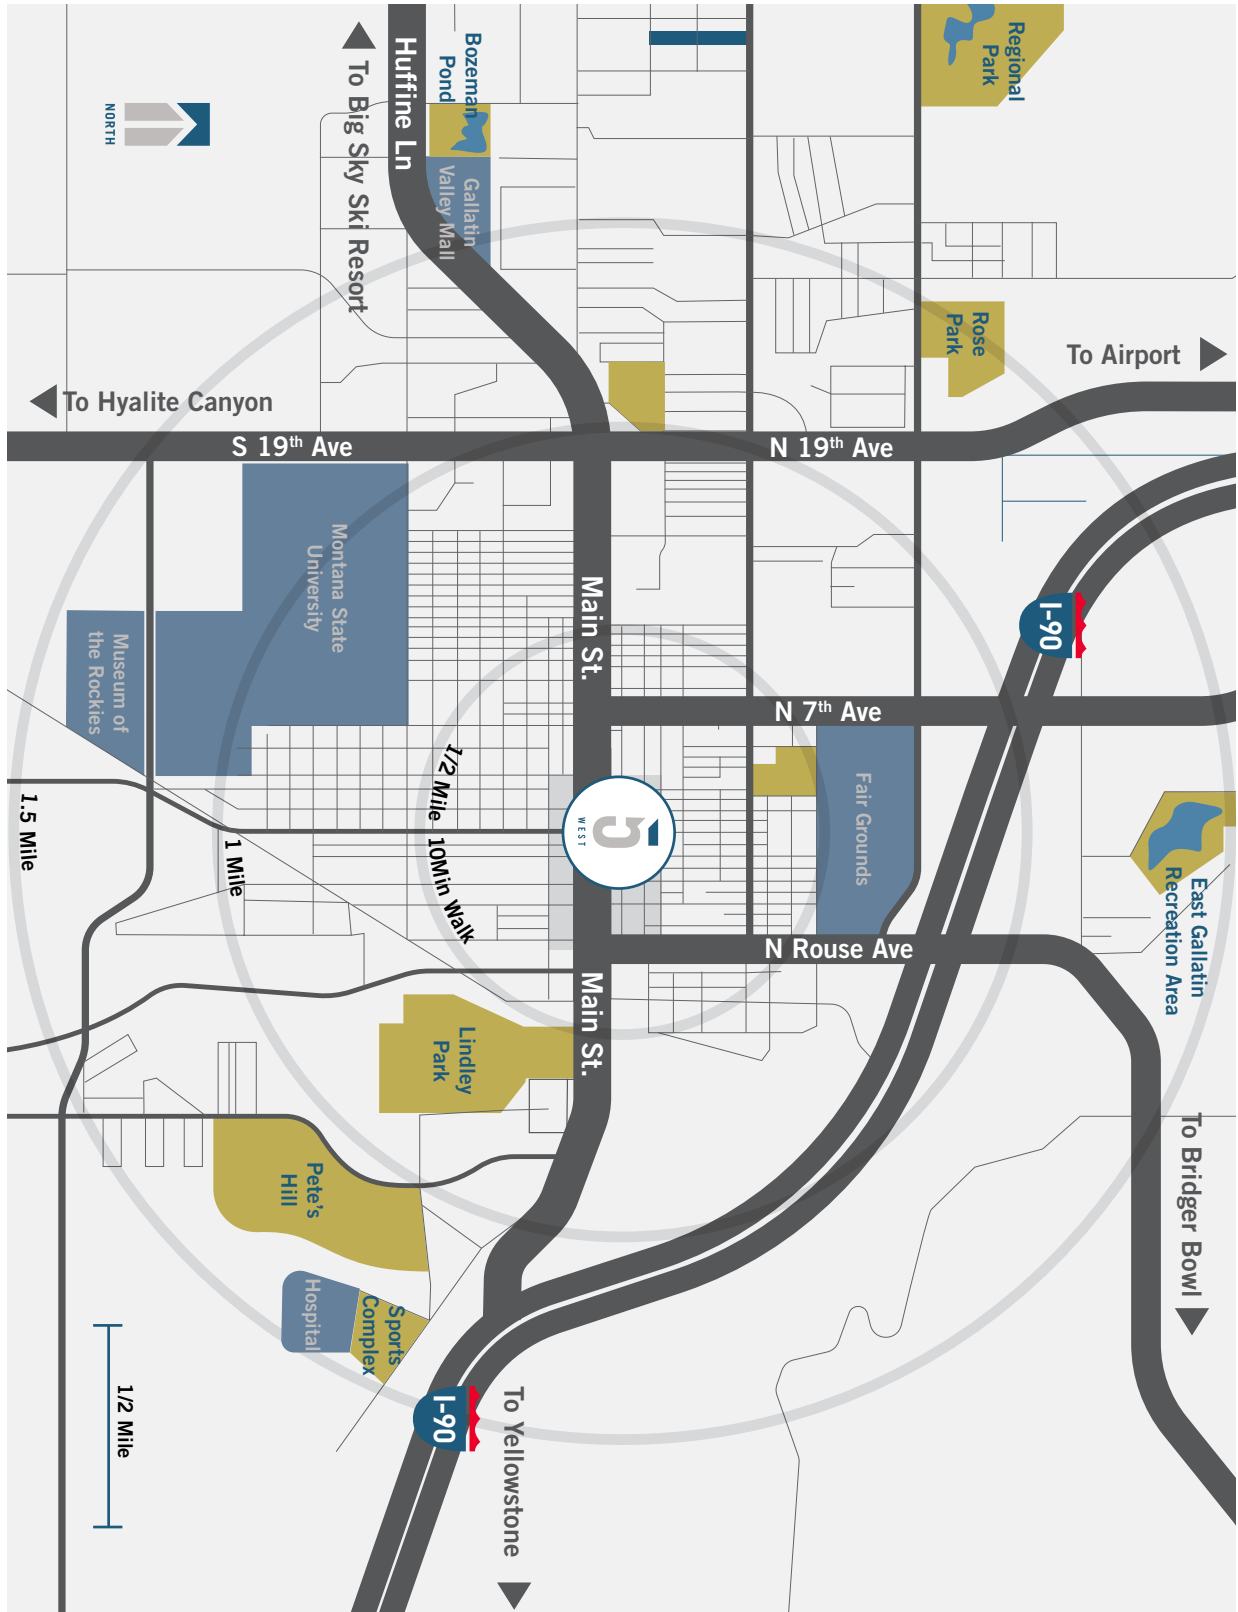 Regional
Park
Bozeman
Pond
Huffine Ln
To Big Sky Ski Resort
NORTH
Gallatin
Valley Mall
Rose
Park
To Airport
To Hyalite Canyon
S 19th Ave
N 19th Ave
Montana State
University
Museum of
the Rockies
Main St.
I-90
N 7th Ave
Fair Grounds
1/2 Mile
10Min Walk
1 Mile
1.5 Mile
C
WEST
East Gallatin
Recreation Area
N Rouse Ave
Main St.
Lindley
Park
Pete's
Hill
To Bridger Bowl
Hospital
Sports
Complex
I-90
To Yellowstone
1/2 Mile